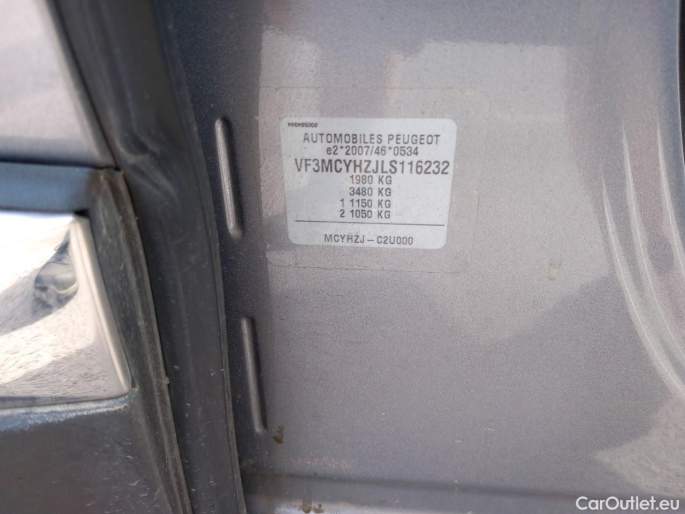 AUTOMOBILES PEUGEOT
e2*2007/46*0534
VF3MCYHZJLS116232
1980 KG
3480 KG
1 1150 KG
2 1050 KG
MCYHZJ – C2U000
CarOutlet.eu